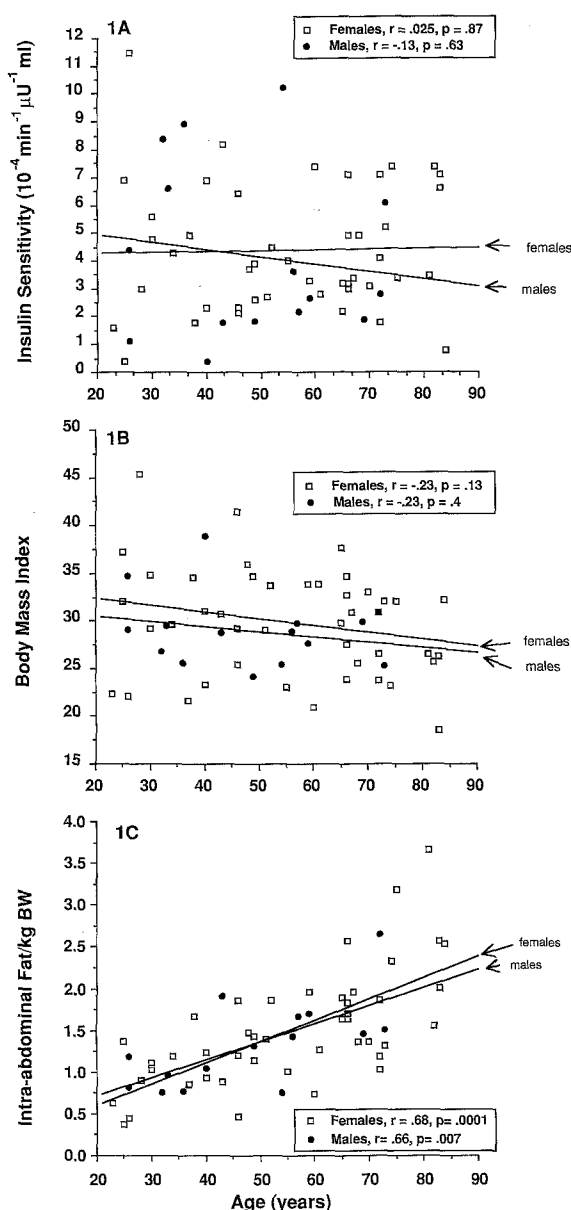 1A
Females, r = .025, p = .87
Males, r = -.13, p = .63
Insulin Sensitivity (10⁻⁴ min⁻¹ μU⁻¹ ml)
12
11
10
9
8
7
6
5
4
3
2
1
0
females
males
20 30 40 50 60 70 80 90
1B
Females, r = -.23, p = .13
Males, r = -.23, p = .4
Body Mass Index
50
45
40
35
30
25
20
15
females
males
20 30 40 50 60 70 80 90
1C
Intra-abdominal Fat/kg BW
4.0
3.5
3.0
2.5
2.0
1.5
1.0
0.5
0.0
females
males
Females, r = .68, p= .0001
Males, r= .66, p= .007
20 30 40 50 60 70 80 90
Age (years)